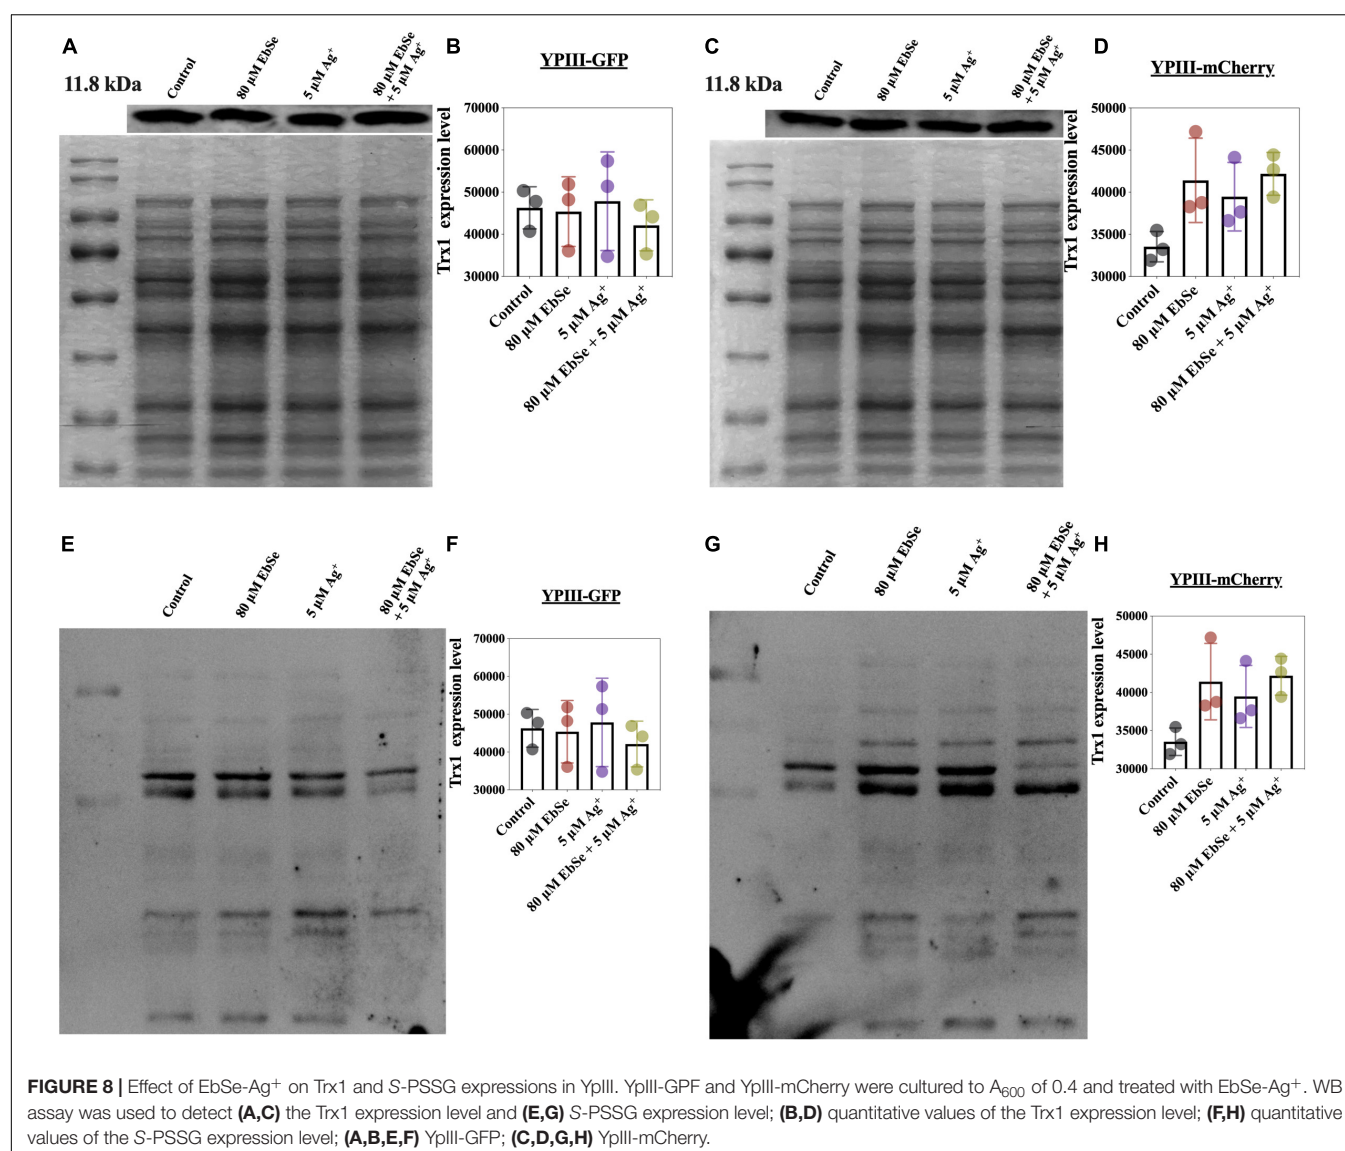 A
11.8 kDa
Control
80 µM EbSe
5 µM Ag⁺
80 µM EbSe
+ 5 µM Ag⁺
B
YPIII-GFP
Trx1 expression level
70000
60000
50000
40000
30000
Control
80 µM EbSe
5 µM Ag⁺
80 µM EbSe + 5 µM Ag⁺
C
11.8 kDa
Control
80 µM EbSe
5 µM Ag⁺
80 µM EbSe
+ 5 µM Ag⁺
D
YPIII-mCherry
Trx1 expression level
50000
45000
40000
35000
30000
Control
80 µM EbSe
5 µM Ag⁺
80 µM EbSe + 5 µM Ag⁺
E
Control
80 µM EbSe
5 µM Ag⁺
80 µM EbSe
+ 5 µM Ag⁺
F
YPIII-GFP
Trx1 expression level
70000
60000
50000
40000
30000
Control
80 µM EbSe
5 µM Ag⁺
80 µM EbSe + 5 µM Ag⁺
G
Control
80 µM EbSe
5 µM Ag⁺
80 µM EbSe
+ 5 µM Ag⁺
H
YPIII-mCherry
Trx1 expression level
50000
45000
40000
35000
30000
Control
80 µM EbSe
5 µM Ag⁺
80 µM EbSe + 5 µM Ag⁺
FIGURE 8 | Effect of EbSe-Ag⁺ on Trx1 and S-PSSG expressions in YpIII. YpIII-GPF and YpIII-mCherry were cultured to A₆₀₀ of 0.4 and treated with EbSe-Ag⁺. WB
assay was used to detect (A,C) the Trx1 expression level and (E,G) S-PSSG expression level; (B,D) quantitative values of the Trx1 expression level; (F,H) quantitative
values of the S-PSSG expression level; (A,B,E,F) YpIII-GFP; (C,D,G,H) YpIII-mCherry.